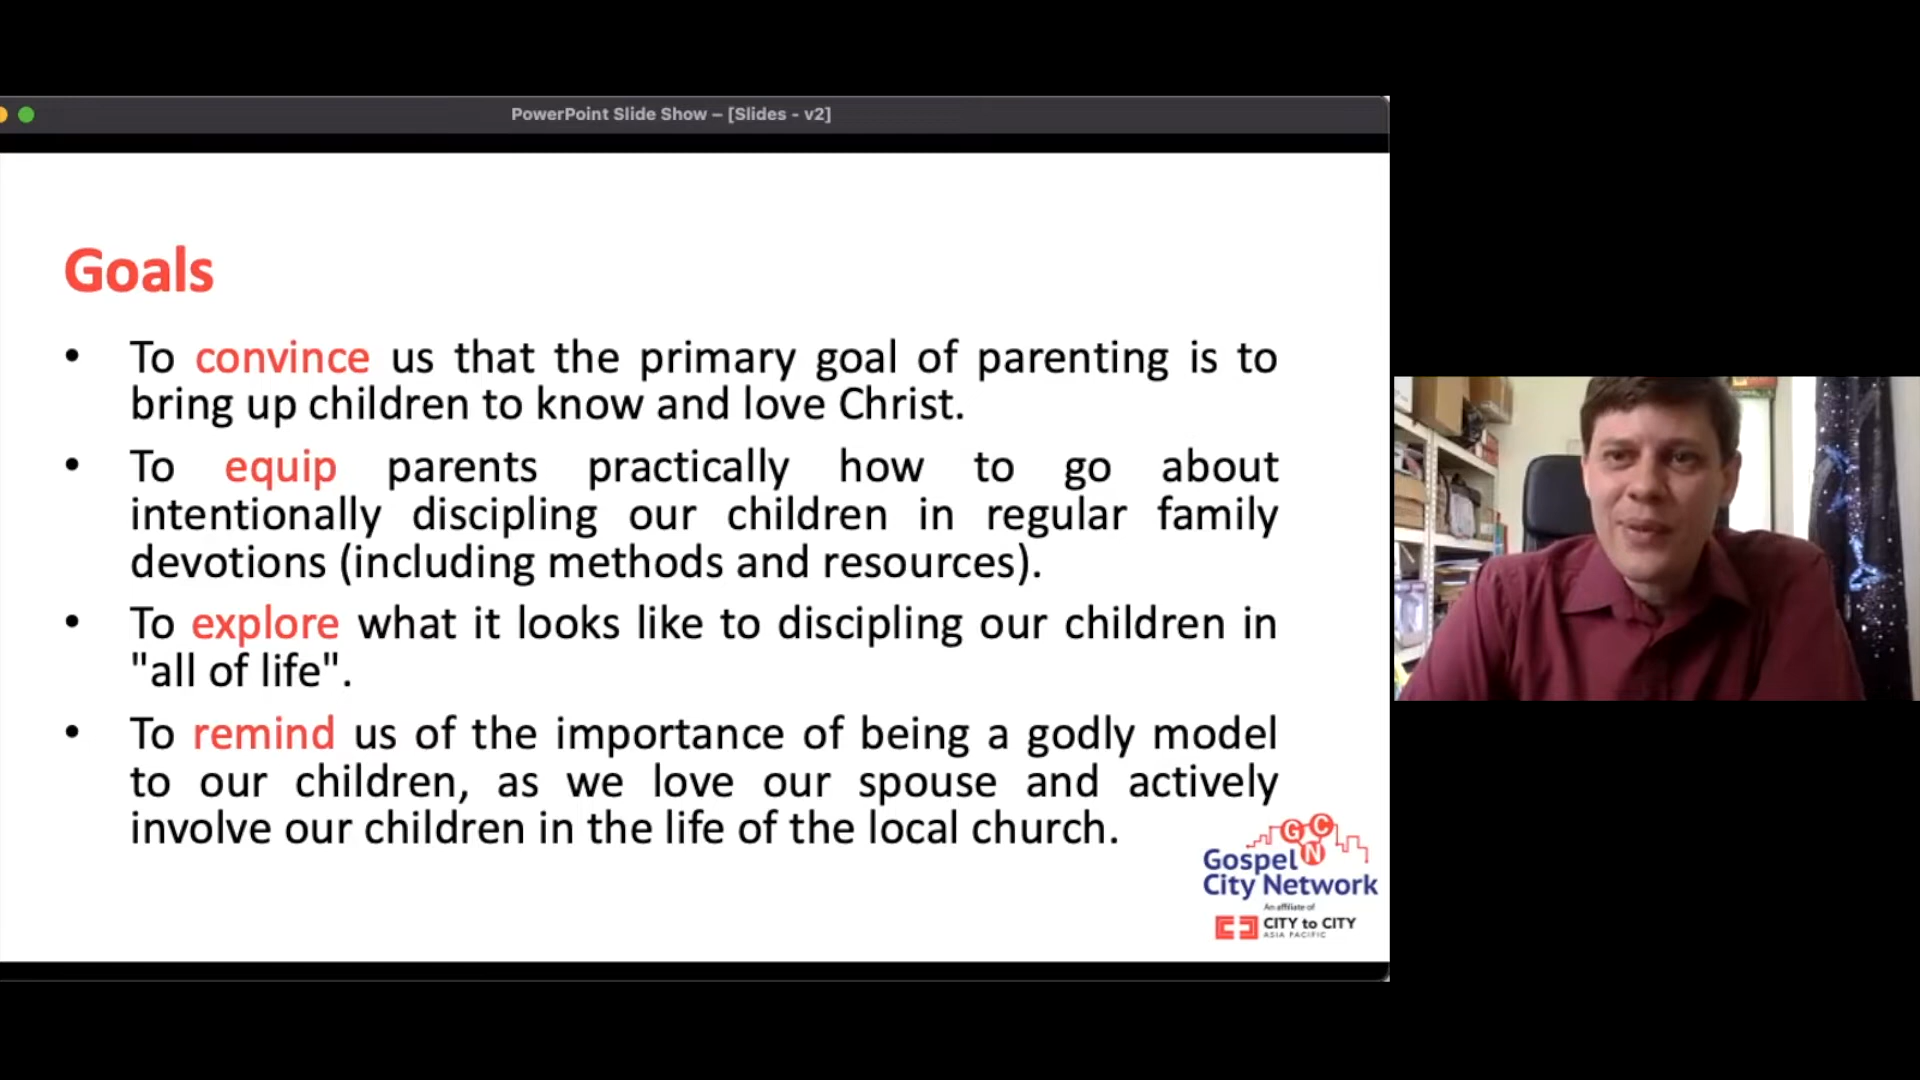 PowerPoint Slide Show – [Slides - v2]
Goals
• To convince us that the primary goal of parenting is to
bring up children to know and love Christ.
• To equip parents practically how to go about
intentionally discipling our children in regular family
devotions (including methods and resources).
• To explore what it looks like to discipling our children in
"all of life".
• To remind us of the importance of being a godly model
to our children, as we love our spouse and actively
involve our children in the life of the local church.
GCN
Gospel
City Network
An affiliate of
CITY to CITY
ASIA PACIFIC